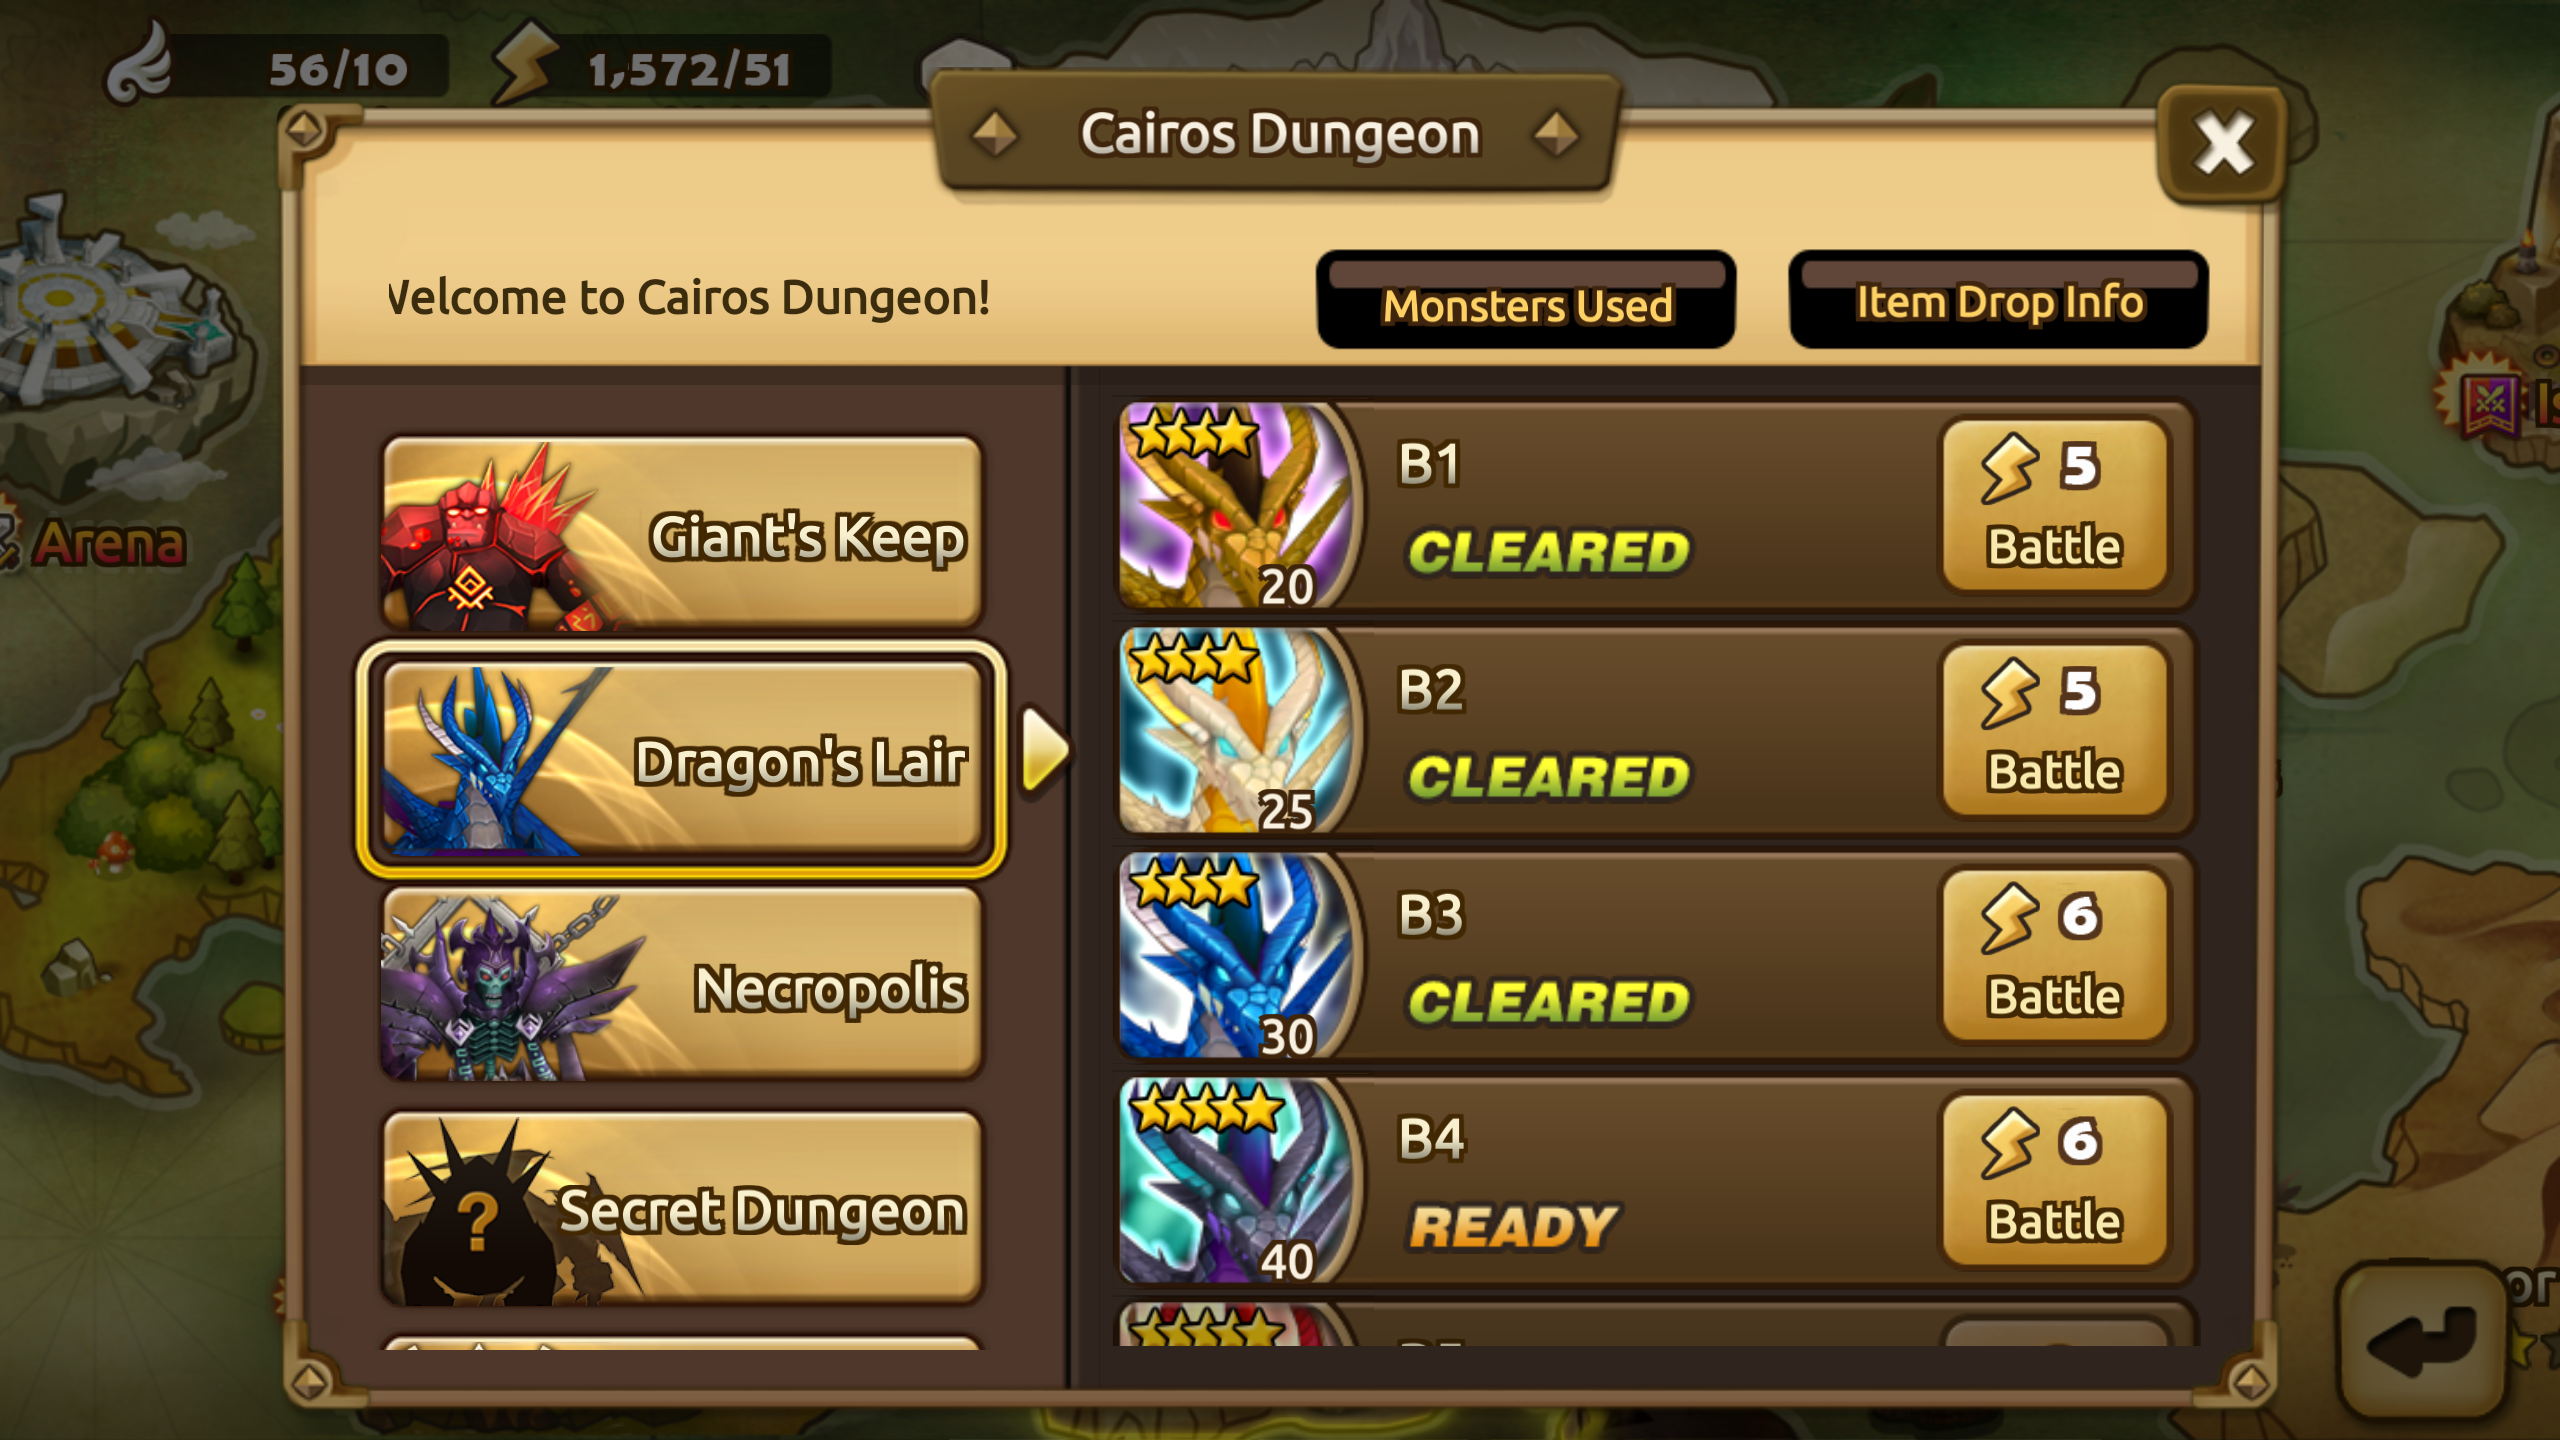 56/10
1,572/51
Cairos Dungeon
Velcome to Cairos Dungeon!
Monsters Used
Item Drop Info
Arena
Giant's Keep
Dragon's Lair
Necropolis
?
Secret Dungeon
20
B1
CLEARED
5
Battle
25
B2
CLEARED
5
Battle
30
B3
CLEARED
6
Battle
40
B4
READY
6
Battle